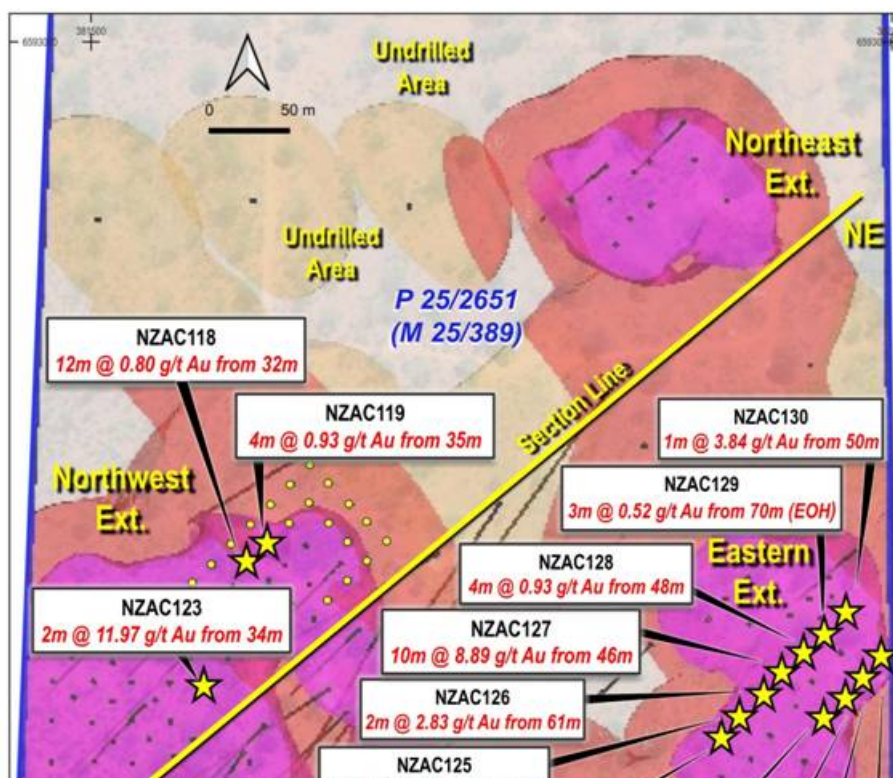 381500
Undrilled
Area
0 50 m
Northeast
Ext.
NE
Undrilled
Area
P 25/2651
(M 25/389)
NZAC118
12m @ 0.80 g/t Au from 32m
NZAC119
4m @ 0.93 g/t Au from 35m
Section Line
NZAC130
1m @ 3.84 g/t Au from 50m
Northwest
Ext.
NZAC129
3m @ 0.52 g/t Au from 70m (EOH)
Eastern
Ext.
NZAC128
4m @ 0.93 g/t Au from 48m
NZAC123
2m @ 11.97 g/t Au from 34m
NZAC127
10m @ 8.89 g/t Au from 46m
NZAC126
2m @ 2.83 g/t Au from 61m
NZAC125